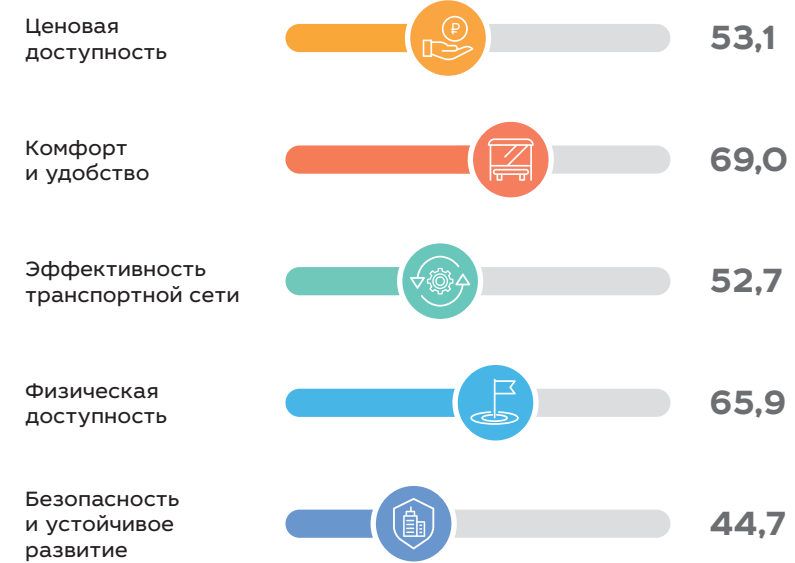 Ценовая
доступность
53,1
₽
Комфорт
и удобство
69,0
Эффективность
транспортной сети
52,7
Физическая
доступность
65,9
Безопасность
и устойчивое
развитие
44,7